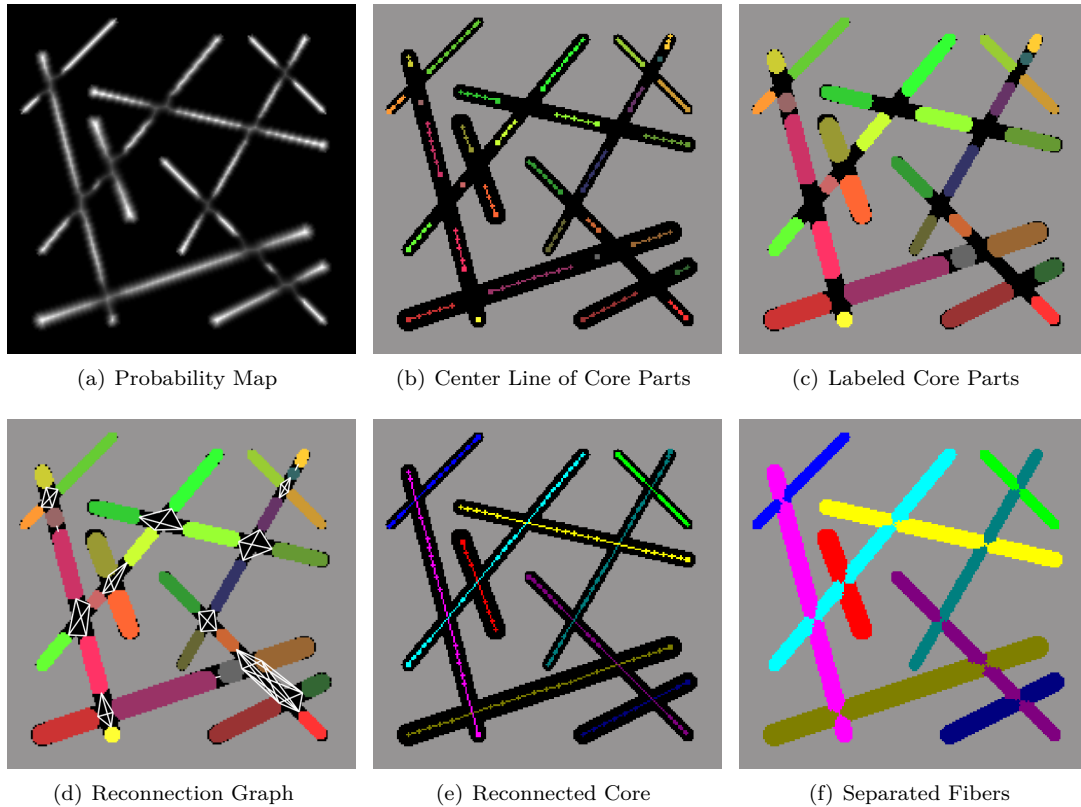 (a) Probability Map
(b) Center Line of Core Parts
(c) Labeled Core Parts
(d) Reconnection Graph
(e) Reconnected Core
(f) Separated Fibers